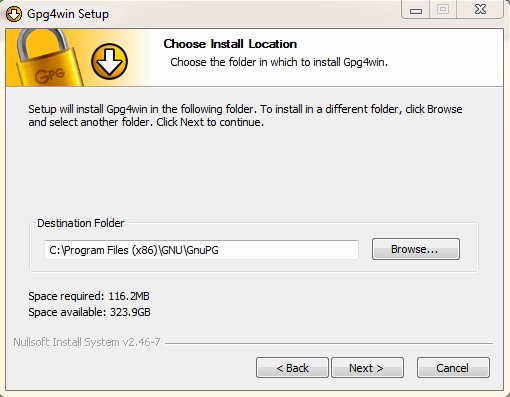 Gpg4win Setup
GPG
Choose Install Location
Choose the folder in which to install Gpg4win.
Setup will install Gpg4win in the following folder. To install in a different folder, click Browse
and select another folder. Click Next to continue.
Destination Folder
C:\Program Files (x86)\GNU\GnuPG
Browse...
Space required: 116.2MB
Space available: 323.9GB
Nullsoft Install System v2.46-7
< Back
Next >
Cancel